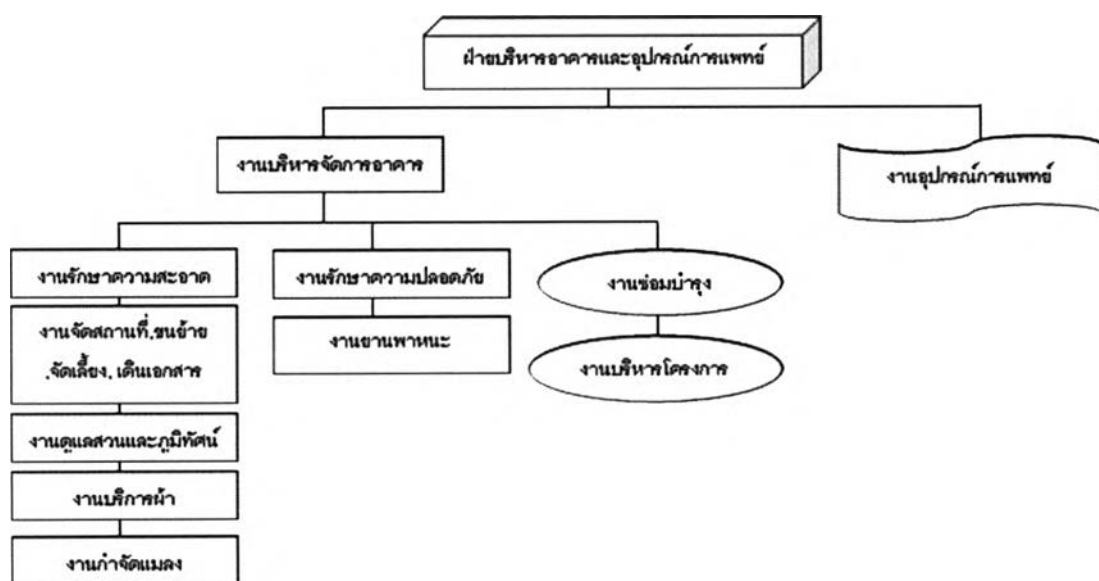 ฝ่ายบริหารอาคารและอุปกรณ์การแพทย์
งานบริหารจัดการอาคาร
งานอุปกรณ์การแพทย์
งานรักษาความสะอาด
งานจัดสถานที่,ขนย้าย
,จัดเลี้ยง, เดินเอกสาร
งานดูแลสวนและภูมิทัศน์
งานบริการผ้า
งานกำจัดแมลง
งานรักษาความปลอดภัย
งานยานพาหนะ
งานซ่อมบำรุง
งานบริหารโครงการ